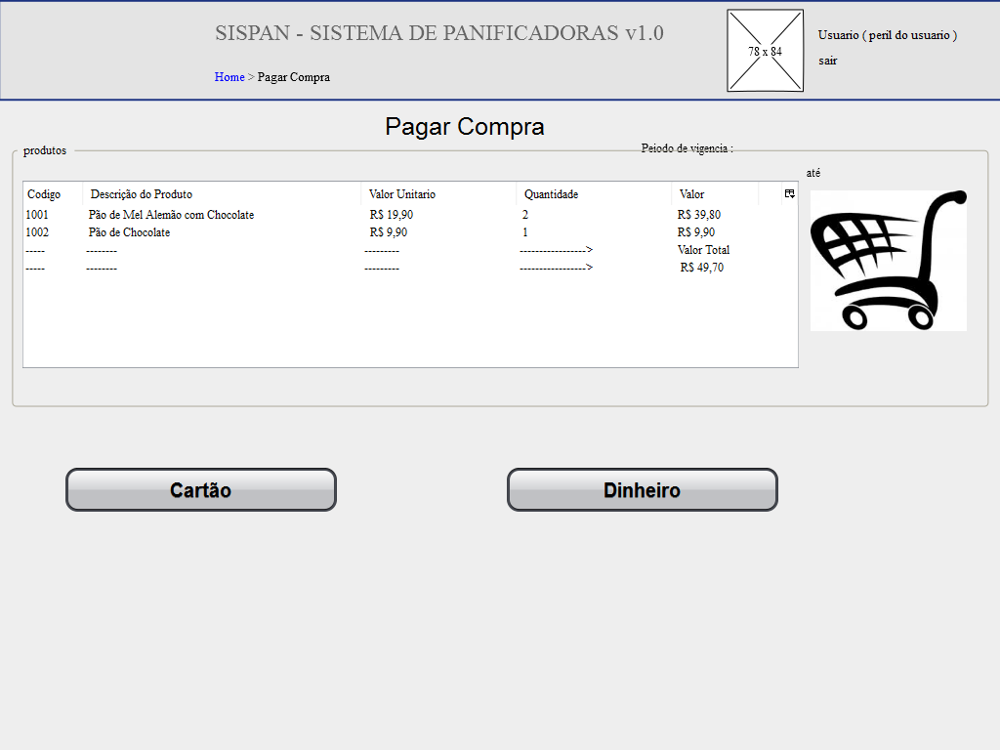 SISPAN - SISTEMA DE PANIFICADORAS v1.0
78 x 84
Usuario ( peril do usuario )
sair
Home > Pagar Compra
Pagar Compra
produtos
Peiodo de vigencia :
até
Codigo Descrição do Produto Valor Unitario Quantidade Valor
1001 Pão de Mel Alemão com Chocolate R$ 19,90 2 R$ 39,80
1002 Pão de Chocolate R$ 9,90 1 R$ 9,90
----- -------- --------- -----------------> Valor Total
----- -------- --------- -----------------> R$ 49,70
Cartão
Dinheiro